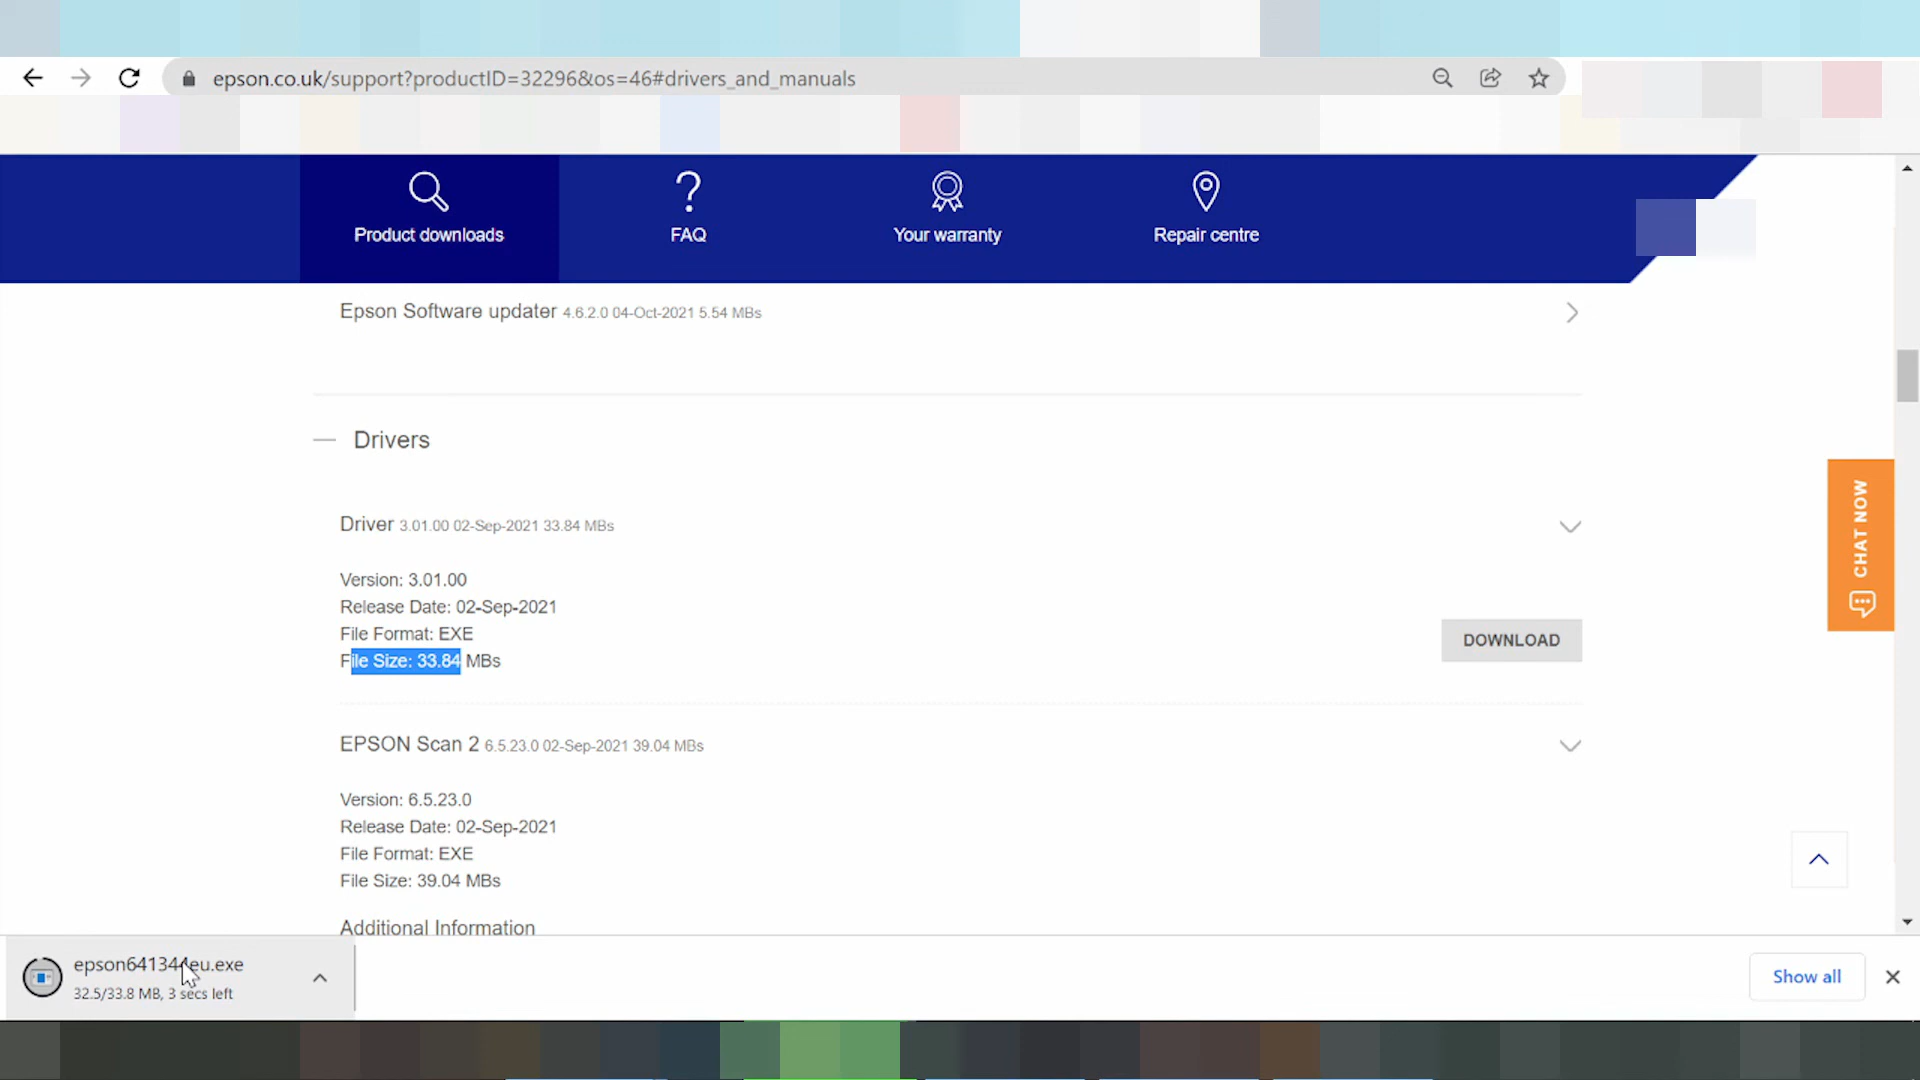 epson.co.uk/support?productID=32296&os=46#drivers_and_manuals
Product downloads
FAQ
Your warranty
Repair centre
Epson Software updater 4.6.2.0 04-Oct-2021 5.54 MBs
Drivers
Driver 3.01.00 02-Sep-2021 33.84 MBs
Version: 3.01.00
Release Date: 02-Sep-2021
File Format: EXE
File Size: 33.84 MBs
DOWNLOAD
CHAT NOW
EPSON Scan 2 6.5.23.0 02-Sep-2021 39.04 MBs
Version: 6.5.23.0
Release Date: 02-Sep-2021
File Format: EXE
File Size: 39.04 MBs
Additional Information
epson641344eu.exe
32.5/33.8 MB, 3 secs left
Show all